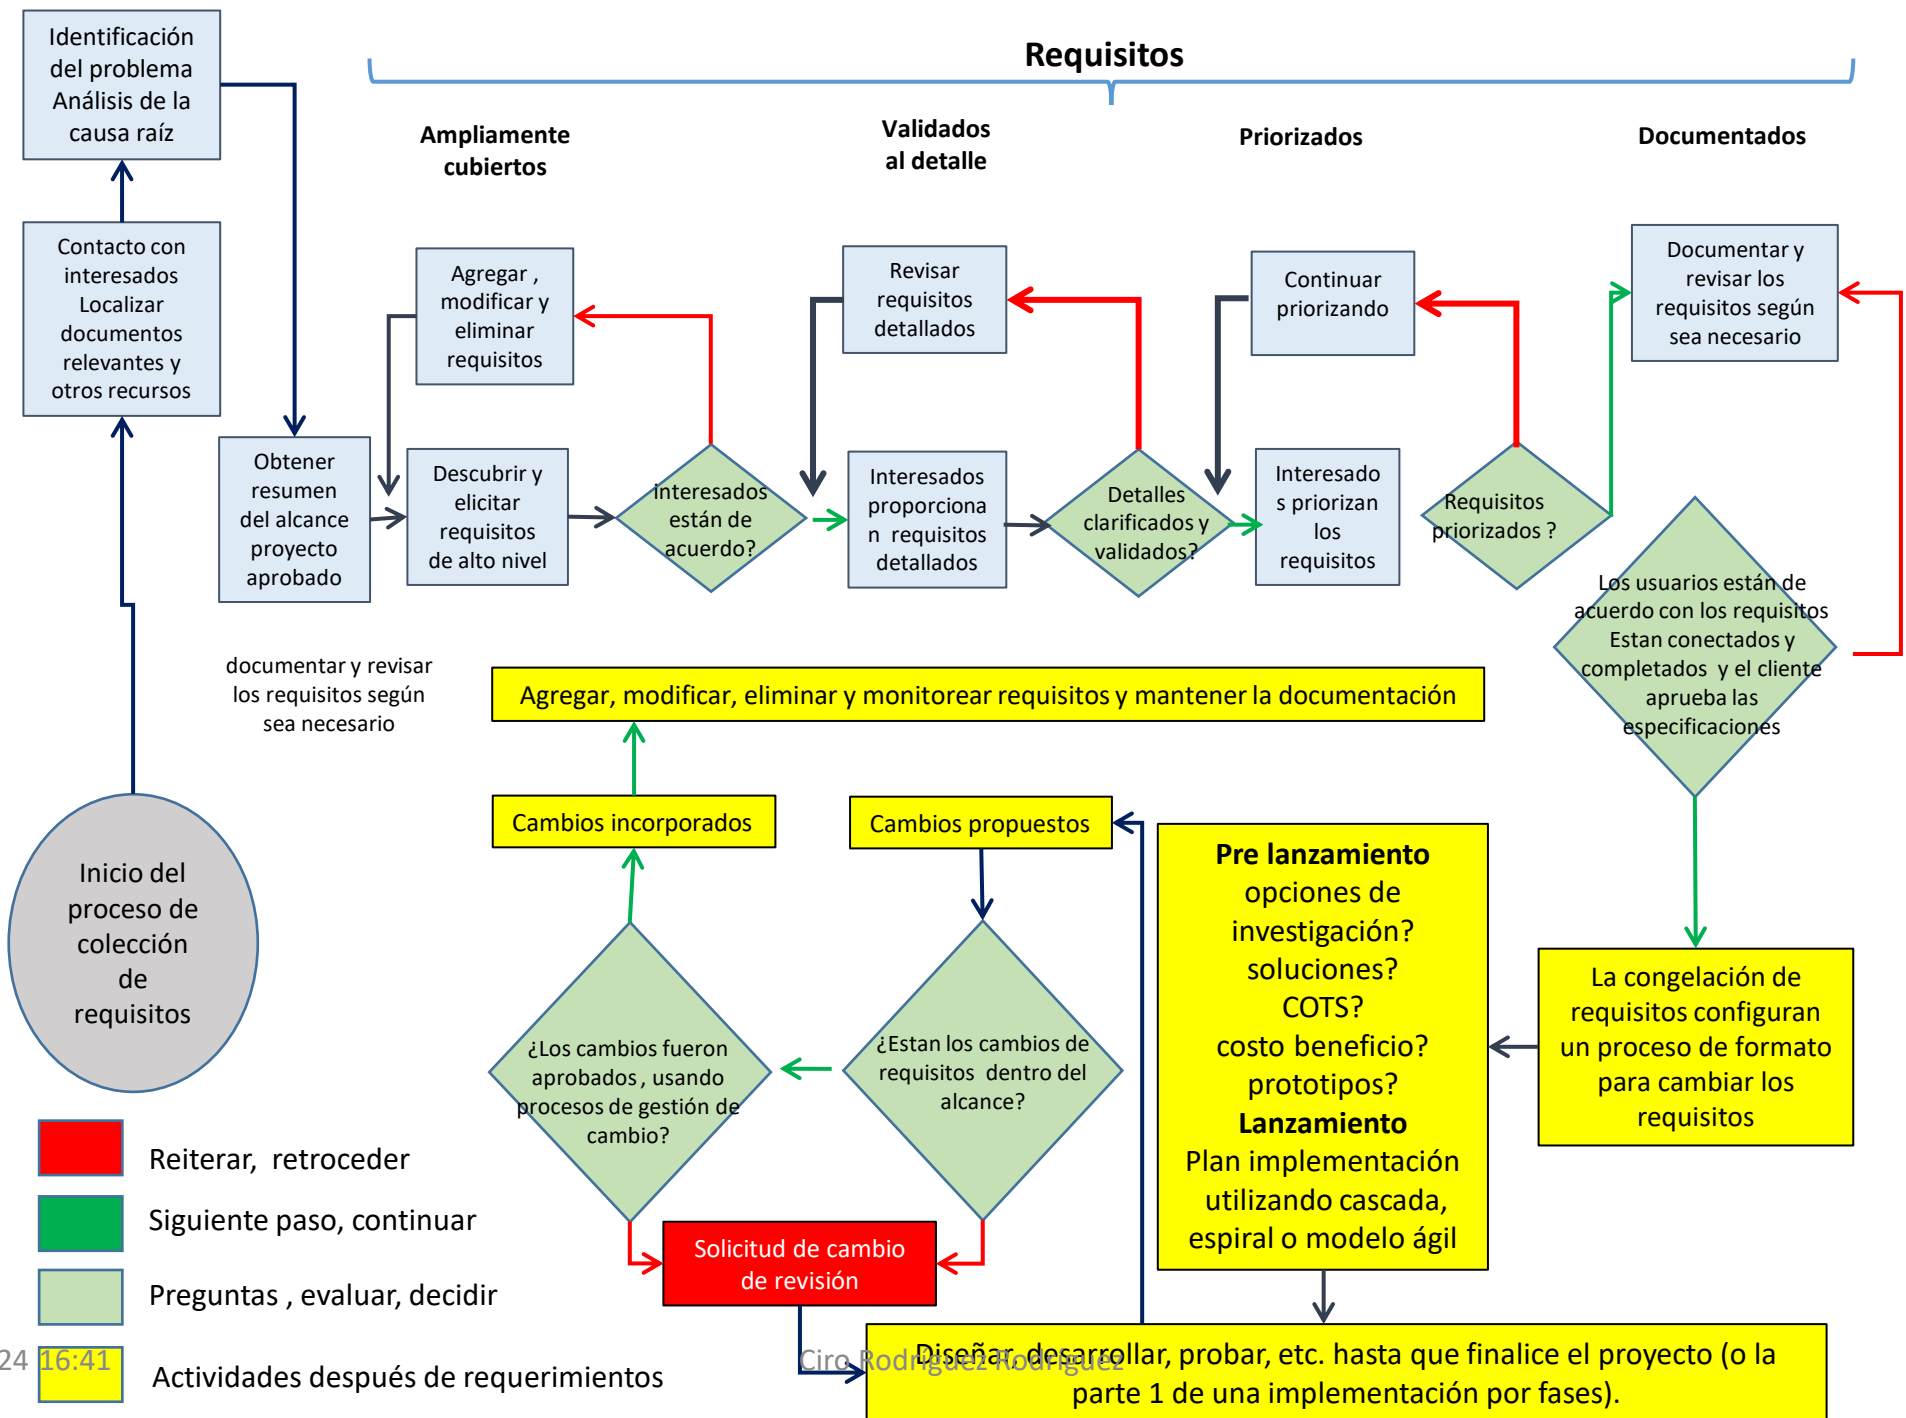 Identificación
del problema
Análisis de la
causa raíz
Requisitos
Ampliamente
cubiertos
Validados
al detalle
Priorizados
Documentados
Contacto con
interesados
Localizar
documentos
relevantes y
otros recursos
Agregar ,
modificar y
eliminar
requisitos
Revisar
requisitos
detallados
Continuar
priorizando
Documentar y
revisar los
requisitos según
sea necesario
Obtener
resumen
del alcance
proyecto
aprobado
Descubrir y
elicitar
requisitos
de alto nivel
interesados
están de
acuerdo?
Interesados
proporciona
n requisitos
detallados
Detalles
clarificados y
validados?
Interesado
s priorizan
los
requisitos
Requisitos
priorizados ?
Los usuarios están de
acuerdo con los requisitos
Estan conectados y
completados y el cliente
aprueba las
especificaciones
documentar y revisar
los requisitos según
sea necesario
Agregar, modificar, eliminar y monitorear requisitos y mantener la documentación
Cambios incorporados
Cambios propuestos
Inicio del
proceso de
colección
de
requisitos
¿Los cambios fueron
aprobados , usando
procesos de gestión de
cambio?
¿Estan los cambios de
requisitos dentro del
alcance?
Pre lanzamiento
opciones de
investigación?
soluciones?
COTS?
costo beneficio?
prototipos?
Lanzamiento
Plan implementación
utilizando cascada,
espiral o modelo ágil
La congelación de
requisitos configuran
un proceso de formato
para cambiar los
requisitos
Solicitud de cambio
de revisión
Reiterar, retroceder
Siguiente paso, continuar
Preguntas , evaluar, decidir
Actividades después de requerimientos
24 16:41
Ciro Rodriguez Rodriguez
Diseñar, desarrollar, probar, etc. hasta que finalice el proyecto (o la
parte 1 de una implementación por fases).